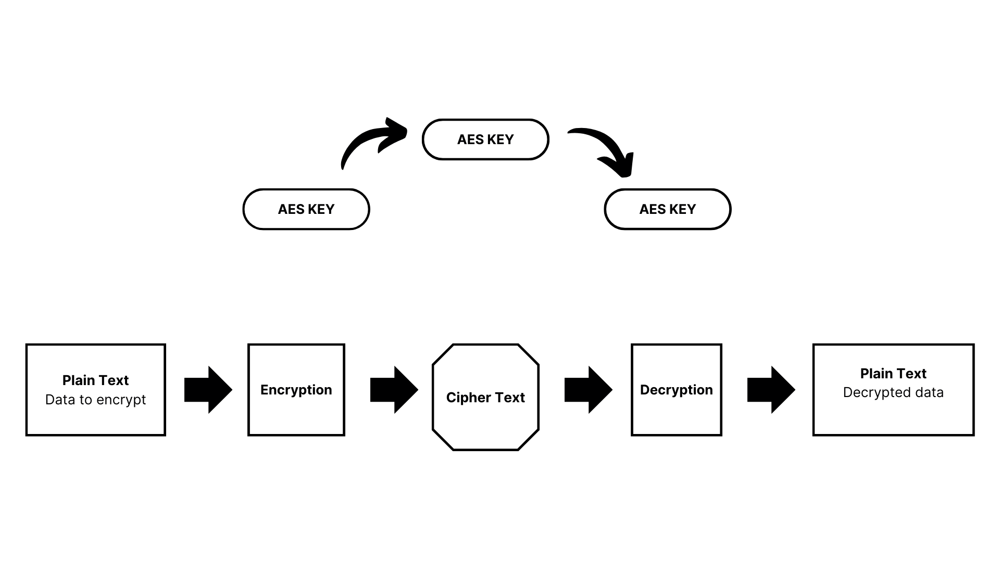 AES KEY
AES KEY
AES KEY
Plain Text
Data to encrypt
Encryption
Cipher Text
Decryption
Plain Text
Decrypted data